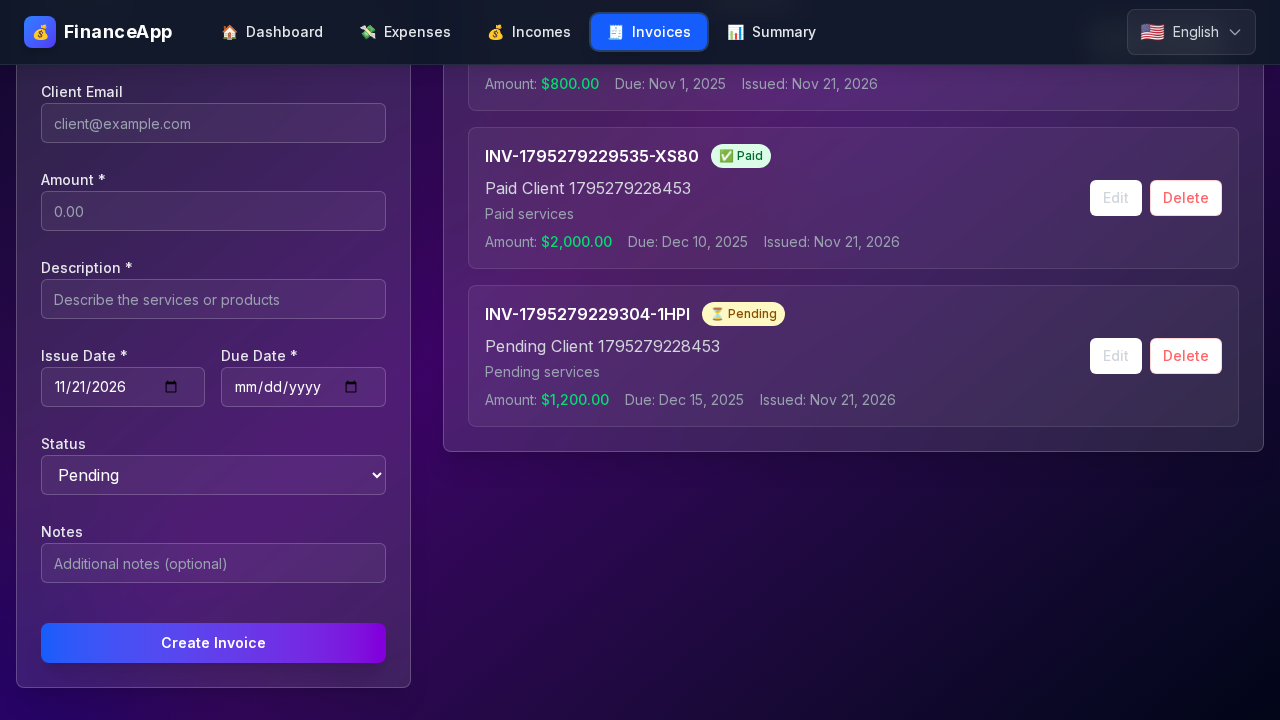 FinanceApp
Dashboard
Expenses
Incomes
Invoices
Summary
English
Client Email
client@example.com
Amount *
0.00
Description *
Describe the services or products
Issue Date *
Due Date *
11/21/2026
mm/dd/yyyy
Status
Pending
Notes
Additional notes (optional)
Create Invoice
Amount: $800.00 Due: Nov 1, 2025 Issued: Nov 21, 2026
INV-1795279229535-XS80 ✅ Paid
Paid Client 1795279228453
Paid services
Amount: $2,000.00 Due: Dec 10, 2025 Issued: Nov 21, 2026
Edit
Delete
INV-1795279229304-1HPI ⏳ Pending
Pending Client 1795279228453
Pending services
Amount: $1,200.00 Due: Dec 15, 2025 Issued: Nov 21, 2026
Edit
Delete